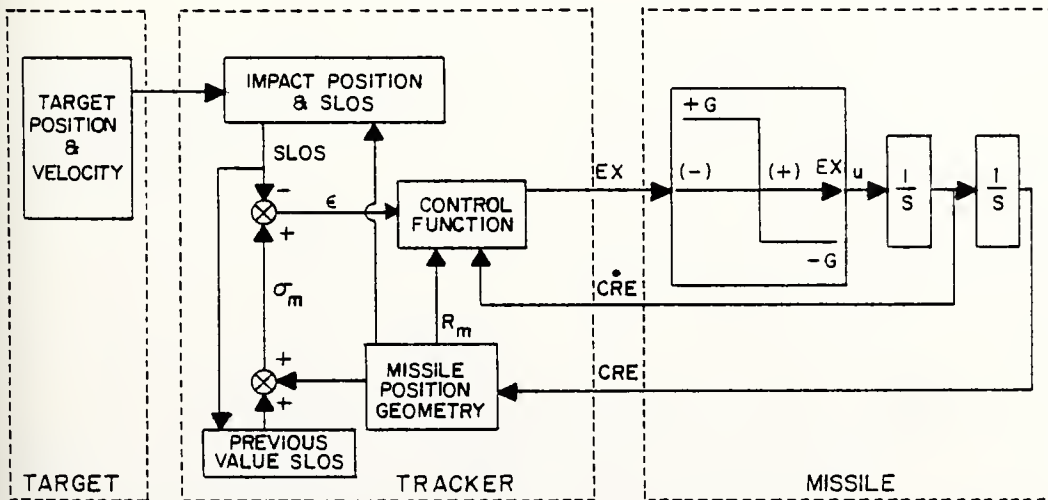 TARGET
POSITION
&
VELOCITY
IMPACT POSITION
& SLOS
SLOS
-
+
ϵ
CONTROL
FUNCTION
EX
+G
(-)
(+)
EX
-G
u
1
S
1
S
σm
Rm
CṘE
CRE
+
+
MISSILE
POSITION
GEOMETRY
PREVIOUS
VALUE SLOS
TARGET
TRACKER
MISSILE